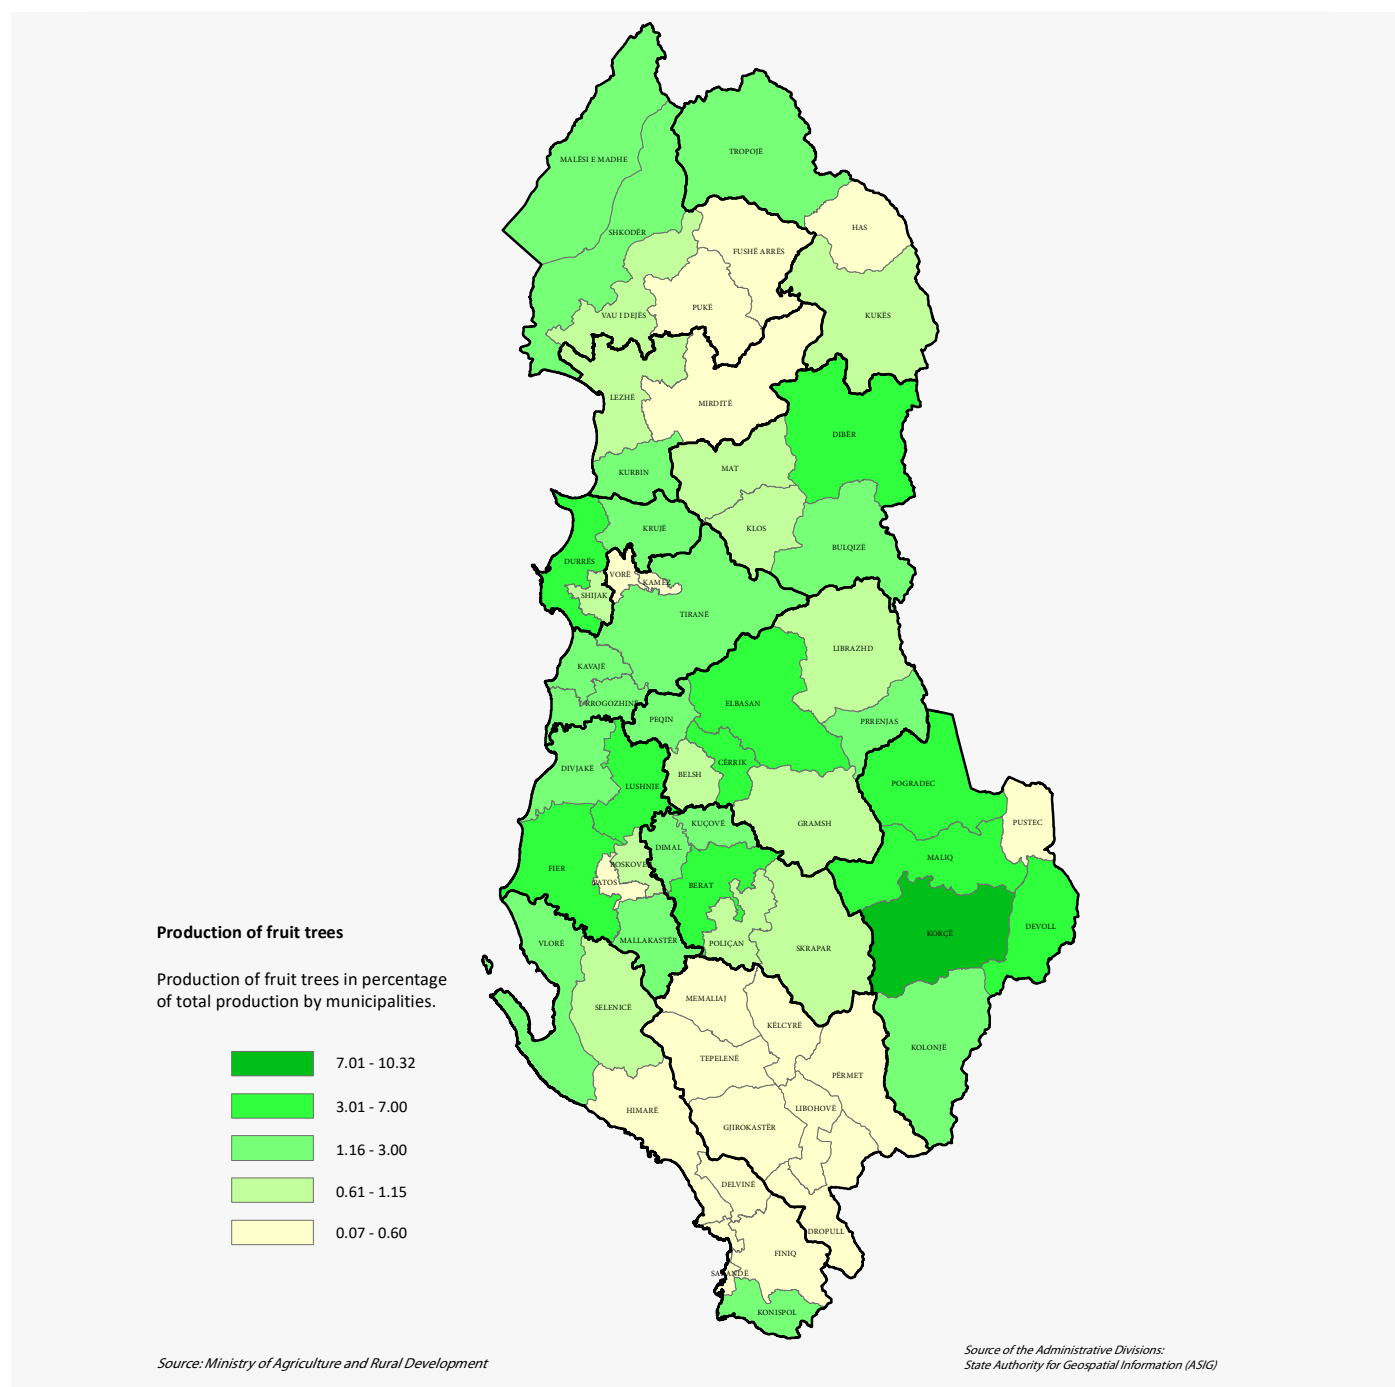 MALËSI E MADHE
TROPOJË
SHKODËR
HAS
FUSHË ARRËS
PUKË
VAU I DEJËS
KUKËS
LEZHË
MIRDITË
DIBËR
KURBIN
MAT
KRUJË
KLOS
BULQIZË
DURRËS
VORË
KAMËZ
SHIJAK
TIRANË
LIBRAZHD
KAVAJË
RROGOZHINË
ELBASAN
PEQIN
PRRENJAS
CËRRIK
DIVJAKË
BELSH
LUSHNJE
POGRADEC
KUÇOVË
GRAMSH
PUSTEC
DIMAL
MALIQ
ROSKOVEC
FIER
PATOS
BERAT
DEVOLL
KORÇË
VLORË
MALLAKASTËR
POLIÇAN
SKRAPAR
Production of fruit trees
Production of fruit trees in percentage
of total production by municipalities.
7.01 - 10.32
3.01 - 7.00
1.16 - 3.00
0.61 - 1.15
0.07 - 0.60
MEMALIAJ
SELENICË
KËLCYRË
KOLONJË
TEPELENË
PËRMET
HIMARË
LIBOHOVË
GJIROKASTËR
DELVINË
DROPULL
FINIQ
SARANDË
KONISPOL
Source: Ministry of Agriculture and Rural Development
Source of the Administrative Divisions:
State Authority for Geospatial Information (ASIG)